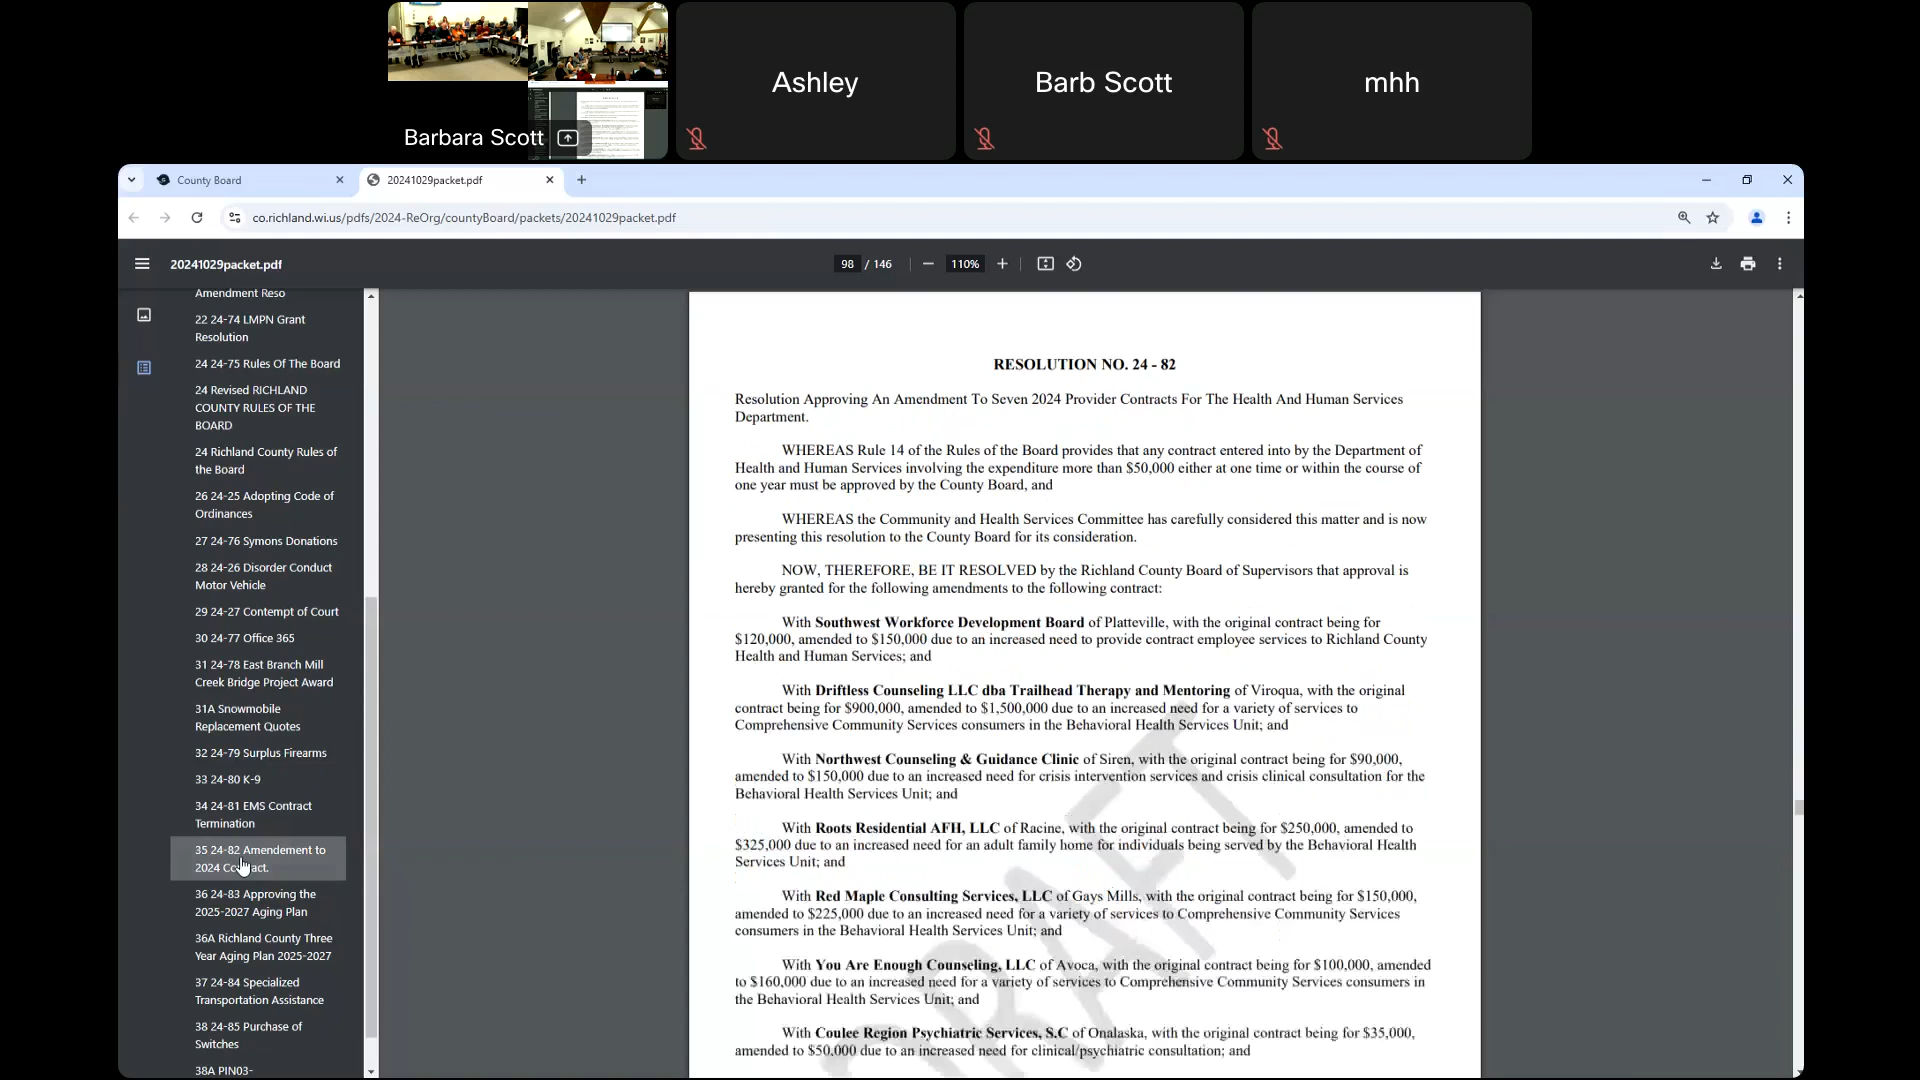 Barbara Scott
Ashley
Barb Scott
mhh
County Board
20241029packet.pdf
co.richland.wi.us/pdfs/2024-ReOrg/countyBoard/packets/20241029packet.pdf
20241029packet.pdf
98 / 146
110%
Amendment Reso
22 24-74 LMPN Grant
Resolution
24 24-75 Rules Of The Board
24 Revised RICHLAND
COUNTY RULES OF THE
BOARD
24 Richland County Rules of
the Board
26 24-25 Adopting Code of
Ordinances
27 24-76 Symons Donations
28 24-26 Disorder Conduct
Motor Vehicle
29 24-27 Contempt of Court
30 24-77 Office 365
31 24-78 East Branch Mill
Creek Bridge Project Award
31A Snowmobile
Replacement Quotes
32 24-79 Surplus Firearms
33 24-80 K-9
34 24-81 EMS Contract
Termination
35 24-82 Amendement to
2024
36 24-83 Approving the
2025-2027 Aging Plan
36A Richland County Three
Year Aging Plan 2025-2027
37 24-84 Specialized
Transportation Assistance
38 24-85 Purchase of
Switches
38A PIN03-
RESOLUTION NO. 24 - 82
Resolution Approving An Amendment To Seven 2024 Provider Contracts For The Health And Human Services
Department.
WHEREAS Rule 14 of the Rules of the Board provides that any contract entered into by the Department of
Health and Human Services involving the expenditure more than $50,000 either at one time or within the course of
one year must be approved by the County Board, and
WHEREAS the Community and Health Services Committee has carefully considered this matter and is now
presenting this resolution to the County Board for its consideration.
NOW, THEREFORE, BE IT RESOLVED by the Richland County Board of Supervisors that approval is
hereby granted for the following amendments to the following contract:
With Southwest Workforce Development Board of Platteville, with the original contract being for
$120,000, amended to $150,000 due to an increased need to provide contract employee services to Richland County
Health and Human Services; and
With Driftless Counseling LLC dba Trailhead Therapy and Mentoring of Viroqua, with the original
contract being for $900,000, amended to $1,500,000 due to an increased need for a variety of services to
Comprehensive Community Services consumers in the Behavioral Health Services Unit; and
With Northwest Counseling & Guidance Clinic of Siren, with the original contract being for $90,000,
amended to $150,000 due to an increased need for crisis intervention services and crisis clinical consultation for the
Behavioral Health Services Unit; and
With Roots Residential AFH, LLC of Racine, with the original contract being for $250,000, amended to
$325,000 due to an increased need for an adult family home for individuals being served by the Behavioral Health
Services Unit; and
With Red Maple Consulting Services, LLC of Gays Mills, with the original contract being for $150,000,
amended to $225,000 due to an increased need for a variety of services to Comprehensive Community Services
consumers in the Behavioral Health Services Unit; and
With You Are Enough Counseling, LLC of Avoca, with the original contract being for $100,000, amended
to $160,000 due to an increased need for a variety of services to Comprehensive Community Services consumers in
the Behavioral Health Services Unit; and
With Coulee Region Psychiatric Services, S.C of Onalaska, with the original contract being for $35,000,
amended to $50,000 due to an increased need for clinical/psychiatric consultation; and
DRAFT